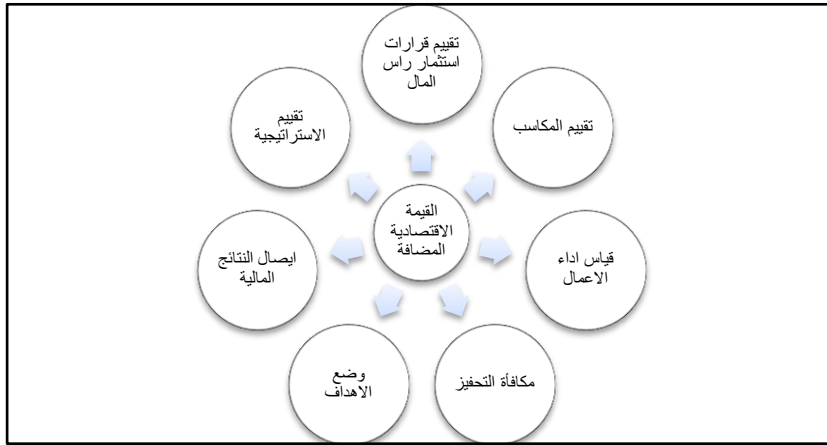 تقييم قرارات
استثمار راس
المال
تقييم المكاسب
قياس اداء
الاعمال
مكافأة التحفيز
وضع
الاهداف
ايصال النتائج
المالية
تقييم
الاستراتيجية
القيمة
الاقتصادية
المضافة